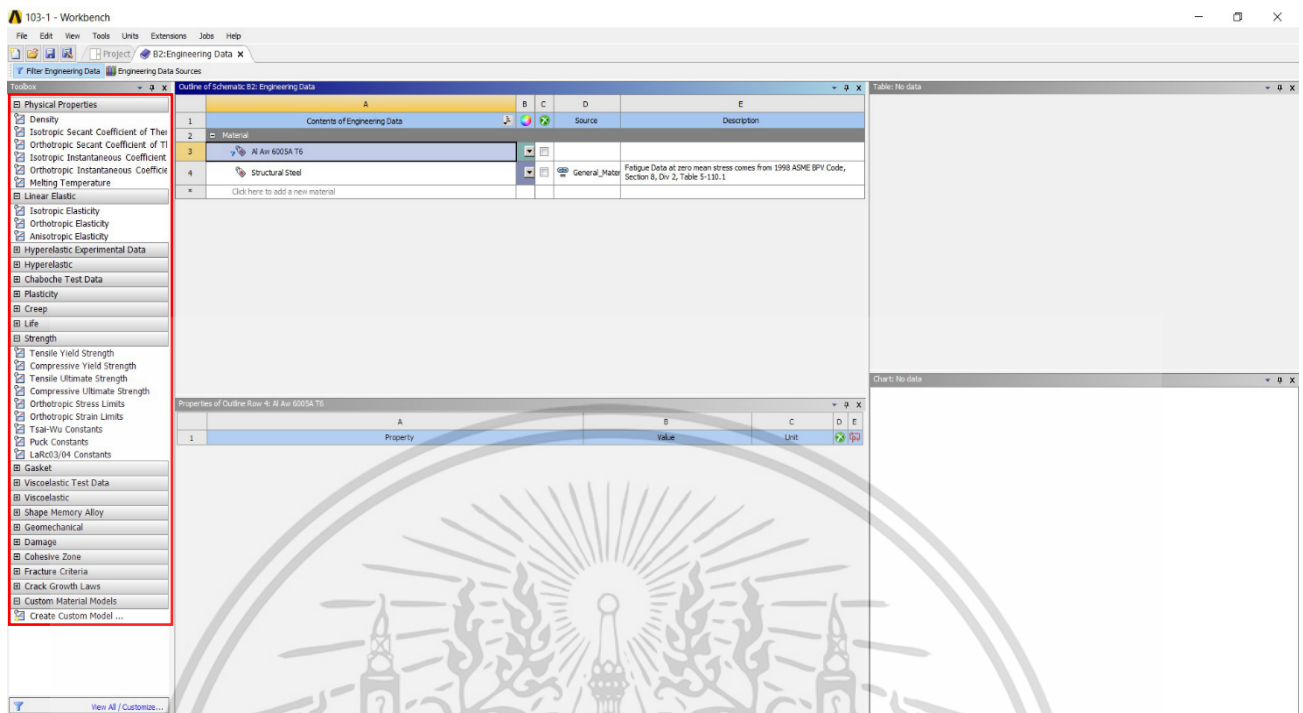 103-1 - Workbench
File Edit View Tools Units Extensions Jobs Help
Project B2:Engineering Data
Filter Engineering Data Engineering Data Sources
Toolbox
Physical Properties
Density
Isotropic Secant Coefficient of Ther
Orthotropic Secant Coefficient of Tl
Isotropic Instantaneous Coefficient
Orthotropic Instantaneous Coefficie
Melting Temperature
Linear Elastic
Isotropic Elasticity
Orthotropic Elasticity
Anisotropic Elasticity
Hyperelastic Experimental Data
Hyperelastic
Chaboche Test Data
Plasticity
Creep
Life
Strength
Tensile Yield Strength
Compressive Yield Strength
Tensile Ultimate Strength
Compressive Ultimate Strength
Orthotropic Stress Limits
Orthotropic Strain Limits
Tsai-Wu Constants
Puck Constants
LaRc03/04 Constants
Gasket
Viscoelastic Test Data
Viscoelastic
Shape Memory Alloy
Geomechanical
Damage
Cohesive Zone
Fracture Criteria
Crack Growth Laws
Custom Material Models
Create Custom Model ...
View All / Customize...
Outline of Schematic B2: Engineering Data
A B C D E
1 Contents of Engineering Data Source Description
2 Material
3 Al Aw 6005A T6
4 Structural Steel General_Mater Fatigue Data at zero mean stress comes from 1998 ASME BPV Code,
Section 8, Div 2, Table 5-110.1
* Click here to add a new material
Properties of Outline Row 4: Al Aw 6005A T6
A B C D E
1 Property Value Unit
Table: No data
Chart: No data